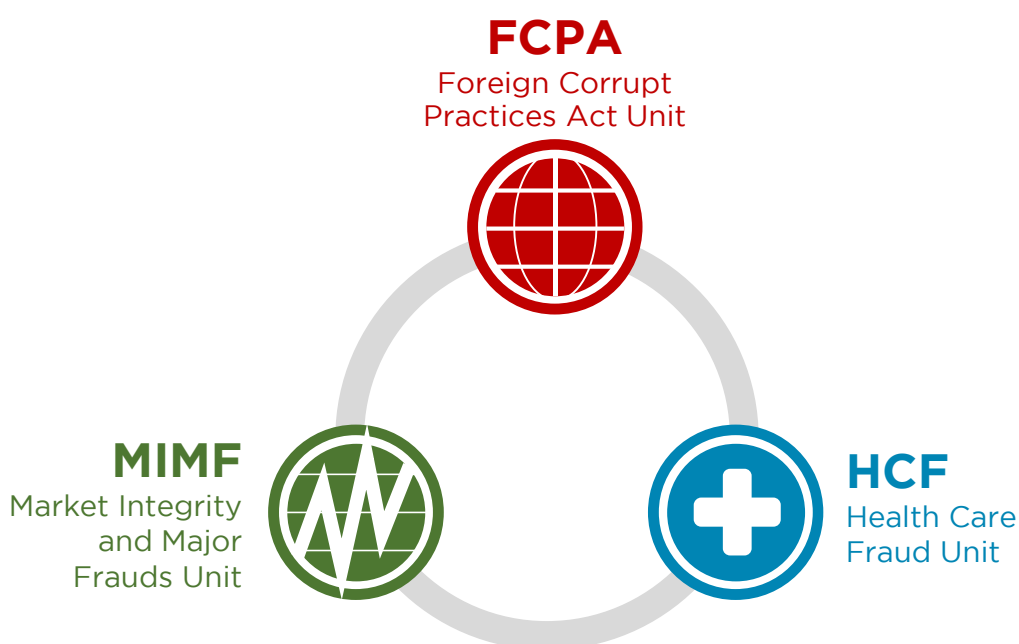 FCPA
Foreign Corrupt
Practices Act Unit
MIMF
Market Integrity
and Major
Frauds Unit
HCF
Health Care
Fraud Unit